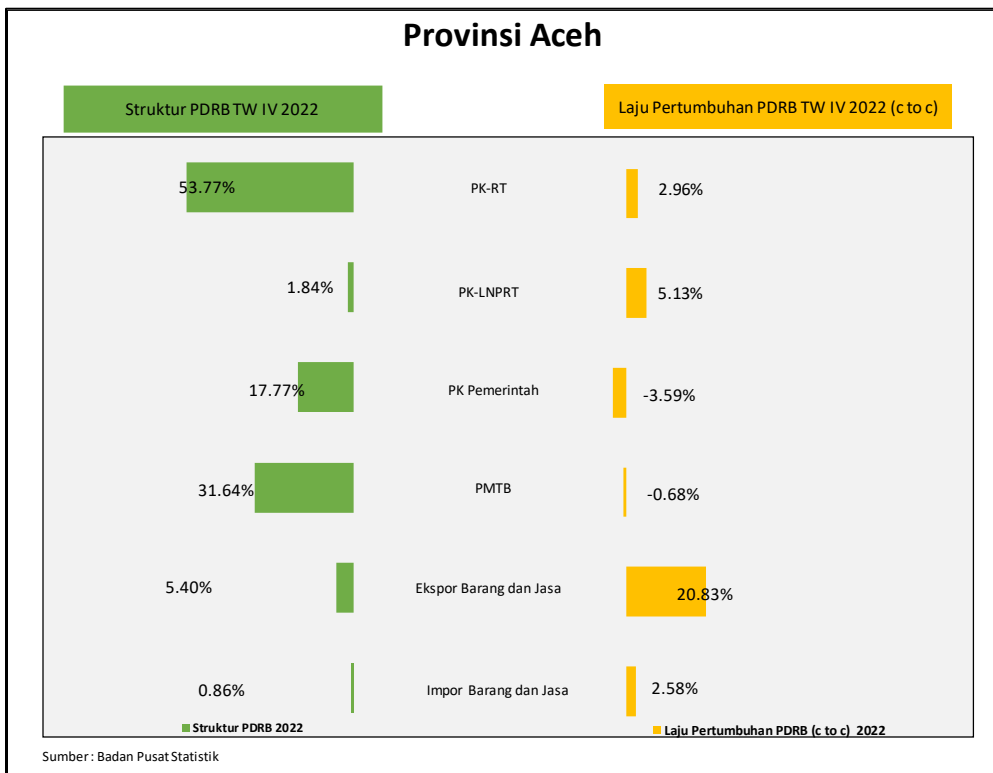 Provinsi Aceh
Struktur PDRB TW IV 2022
Laju Pertumbuhan PDRB TW IV 2022 (c to c)
53.77% PK-RT 2.96%
1.84% PK-LNPRT 5.13%
17.77% PK Pemerintah -3.59%
31.64% PMTB -0.68%
5.40% Ekspor Barang dan Jasa 20.83%
0.86% Impor Barang dan Jasa 2.58%
Struktur PDRB 2022
Laju Pertumbuhan PDRB (c to c) 2022
Sumber : Badan Pusat Statistik